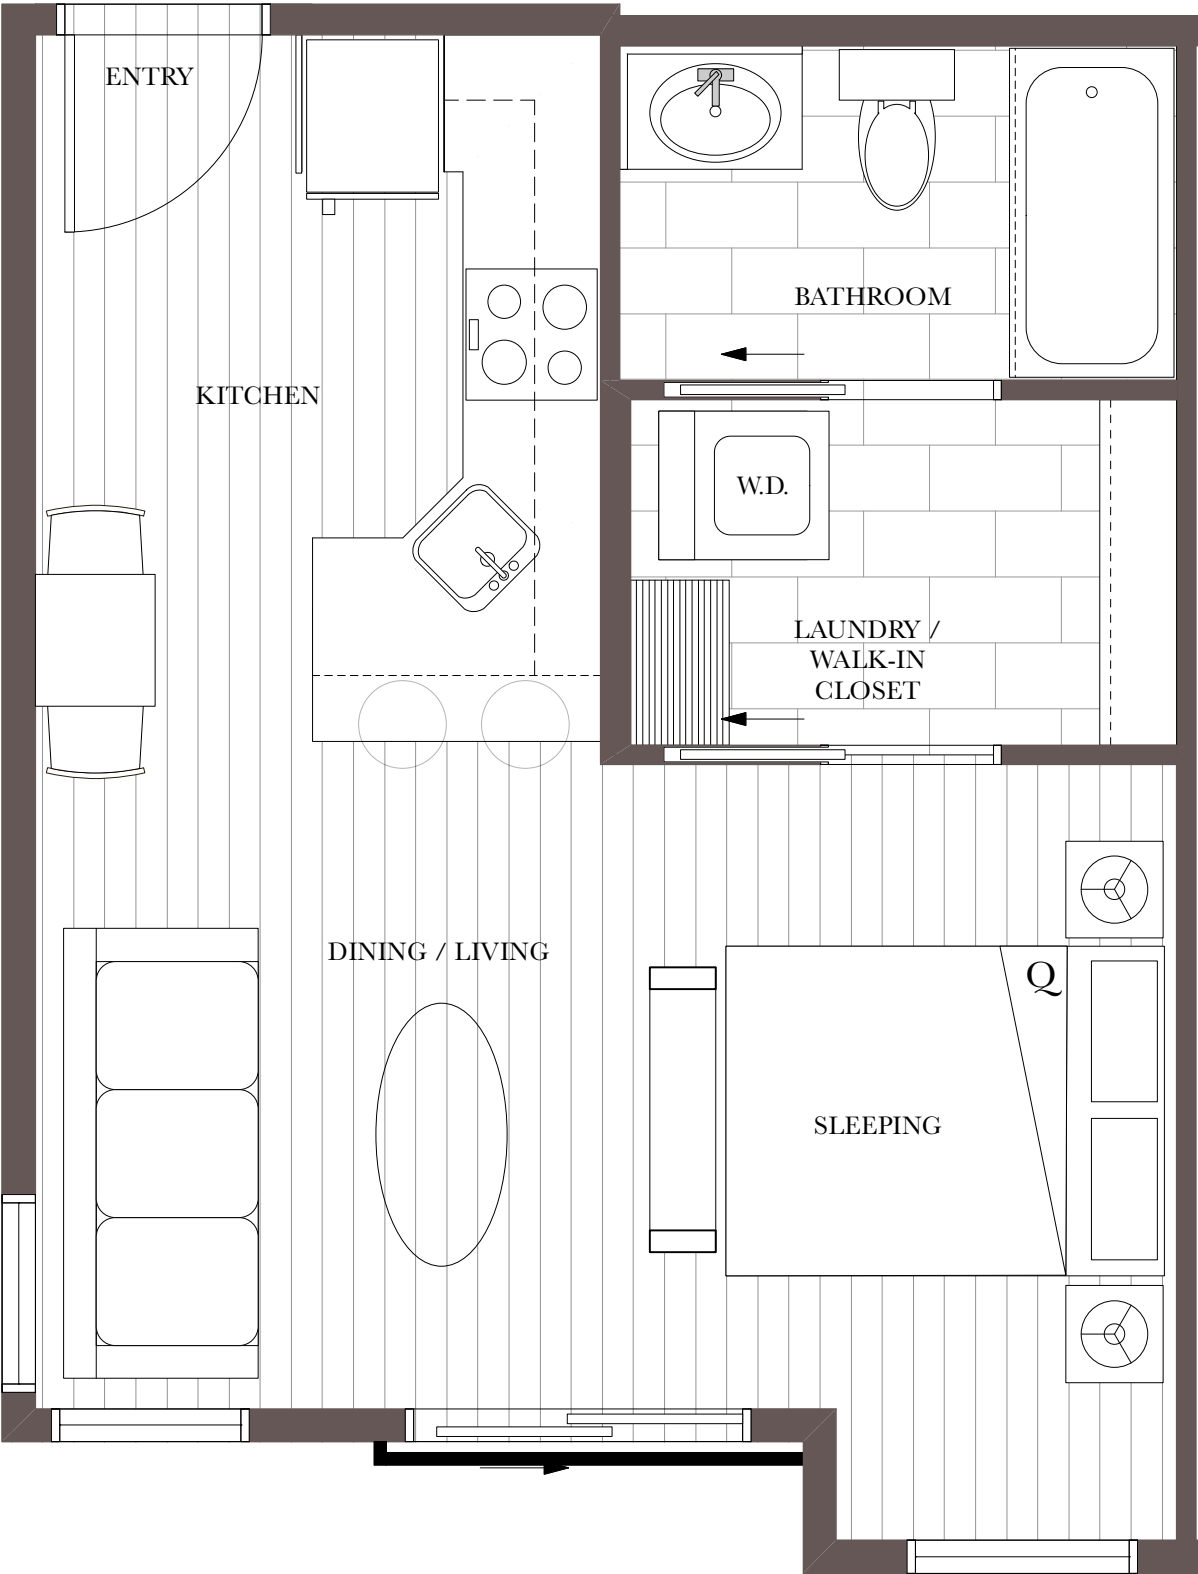 ENTRY
BATHROOM
KITCHEN
W.D.
LAUNDRY /
WALK-IN
CLOSET
DINING / LIVING
Q
SLEEPING